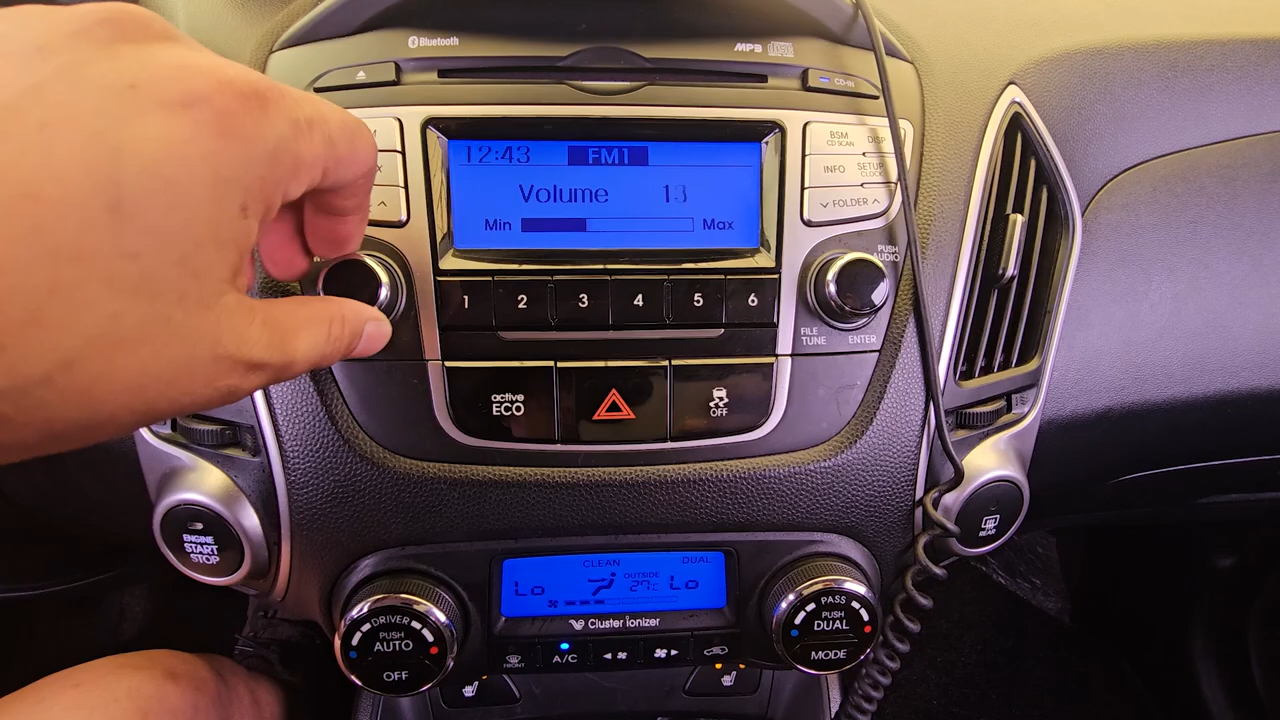 Bluetooth
MP3
CD-IN
12:43 FM1
Volume 13
Min Max
BSM DISP
CD SCAN
INFO SETUP
CLOCK
FOLDER
PUSH
AUDIO
1 2 3 4 5 6
FILE
TUNE ENTER
active
ECO
OFF
ENGINE
START
STOP
REAR
CLEAN DUAL
Lo OUTSIDE 27c Lo
Cluster ionizer
DRIVER
PUSH
AUTO
OFF
FRONT A/C
PASS
PUSH
DUAL
MODE